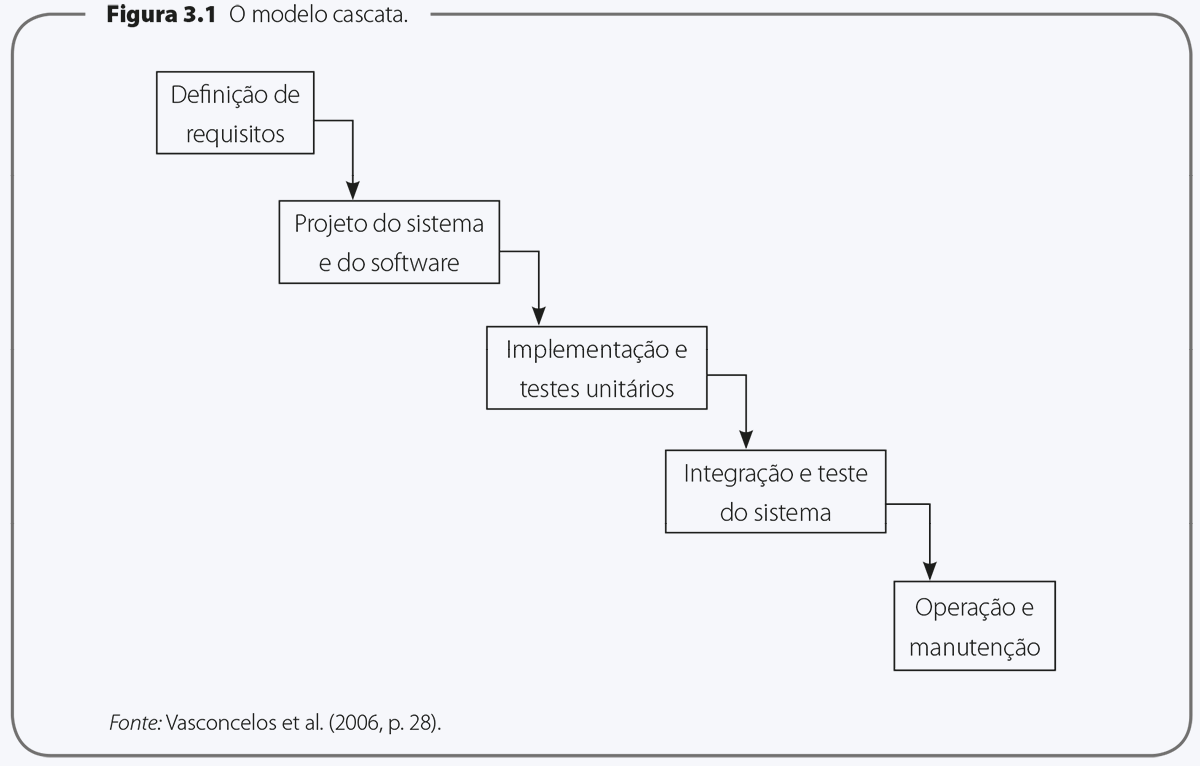 Figura 3.1 O modelo cascata.
Definição de
requisitos
Projeto do sistema
e do software
Implementação e
testes unitários
Integração e teste
do sistema
Operação e
manutenção
Fonte: Vasconcelos et al. (2006, p. 28).